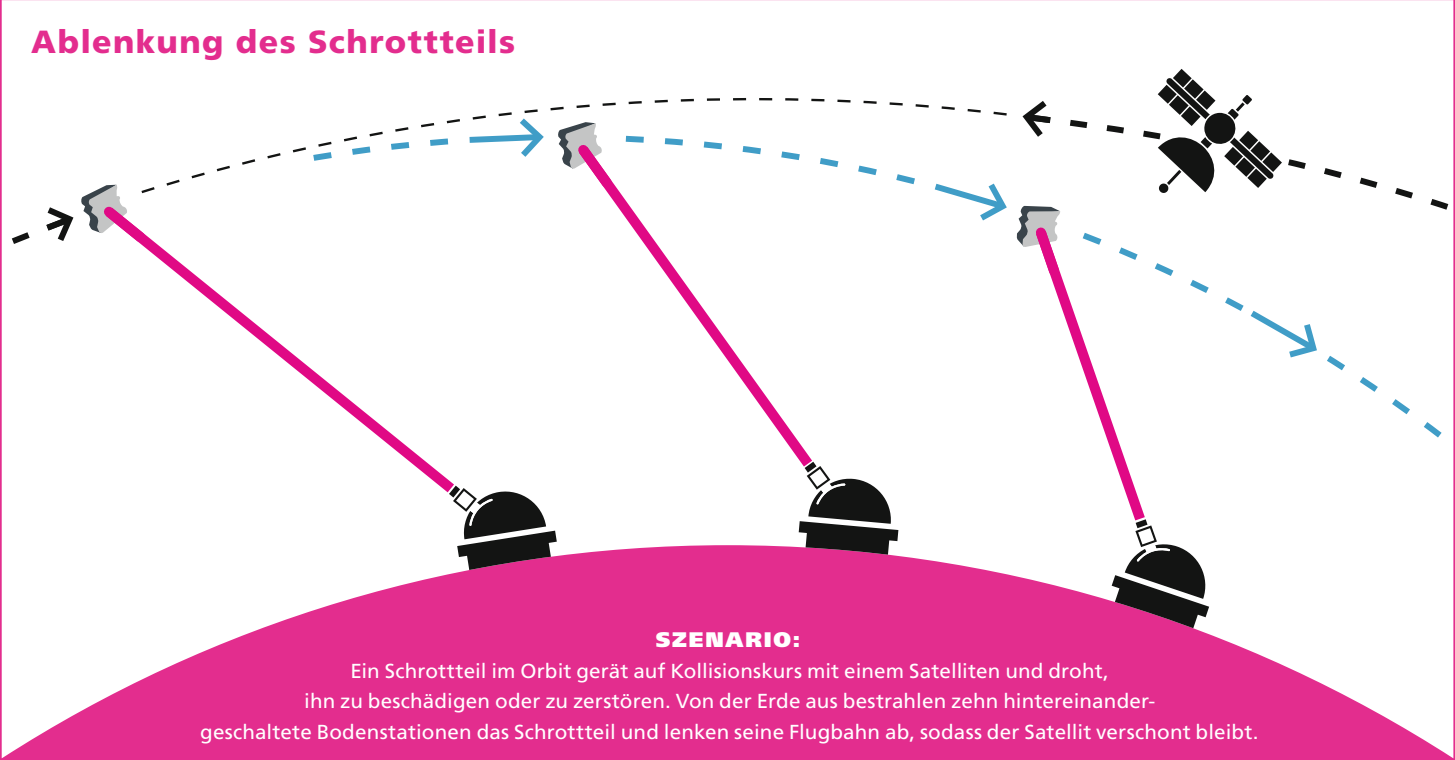 Ablenkung des Schrottteils
SZENARIO:
Ein Schrottteil im Orbit gerät auf Kollisionskurs mit einem Satelliten und droht,
ihn zu beschädigen oder zu zerstören. Von der Erde aus bestrahlen zehn hintereinander-
geschaltete Bodenstationen das Schrottteil und lenken seine Flugbahn ab, sodass der Satellit verschont bleibt.